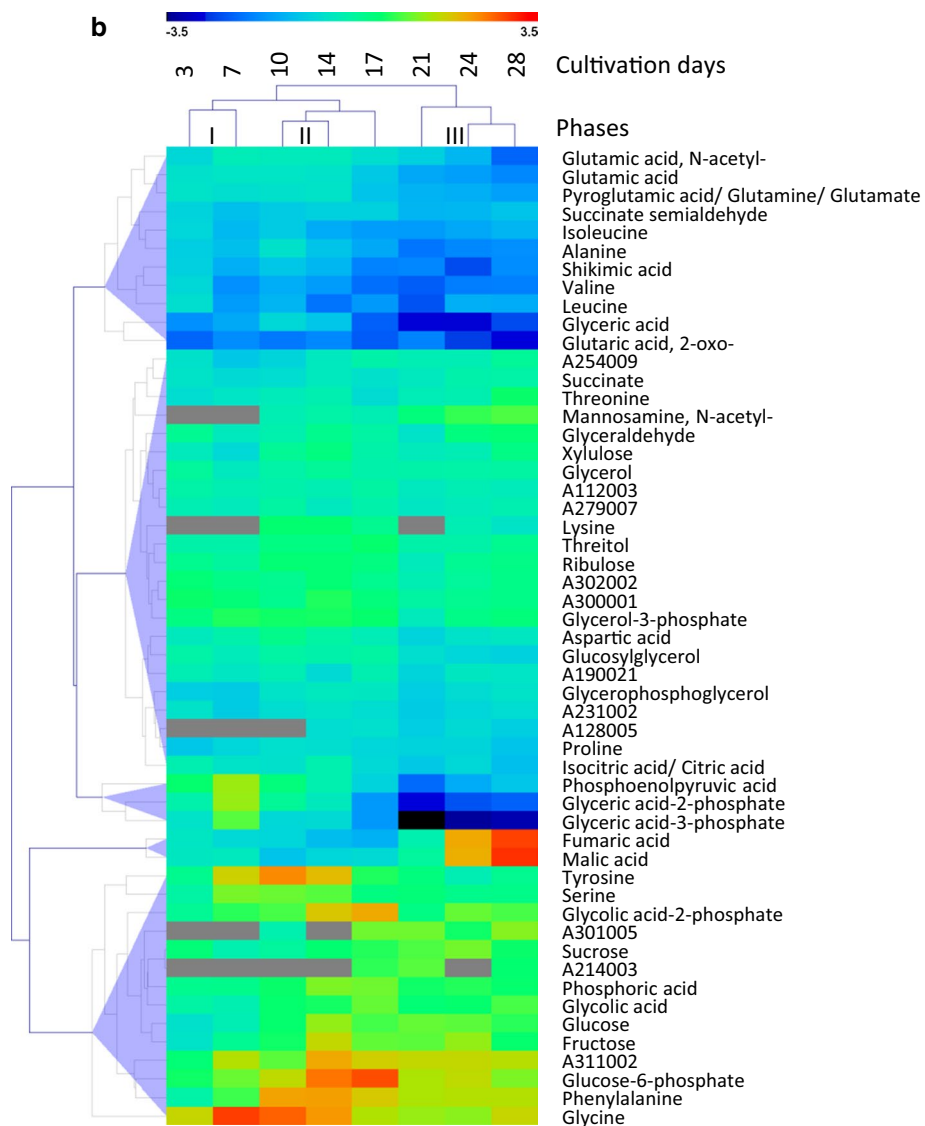 b
-3.5 3.5
3 7 10 14 17 21 24 28 Cultivation days
I II III Phases
Glutamic acid, N-acetyl-
Glutamic acid
Pyroglutamic acid/ Glutamine/ Glutamate
Succinate semialdehyde
Isoleucine
Alanine
Shikimic acid
Valine
Leucine
Glyceric acid
Glutaric acid, 2-oxo-
A254009
Succinate
Threonine
Mannosamine, N-acetyl-
Glyceraldehyde
Xylulose
Glycerol
A112003
A279007
Lysine
Threitol
Ribulose
A302002
A300001
Glycerol-3-phosphate
Aspartic acid
Glucosylglycerol
A190021
Glycerophosphoglycerol
A231002
A128005
Proline
Isocitric acid/ Citric acid
Phosphoenolpyruvic acid
Glyceric acid-2-phosphate
Glyceric acid-3-phosphate
Fumaric acid
Malic acid
Tyrosine
Serine
Glycolic acid-2-phosphate
A301005
Sucrose
A214003
Phosphoric acid
Glycolic acid
Glucose
Fructose
A311002
Glucose-6-phosphate
Phenylalanine
Glycine